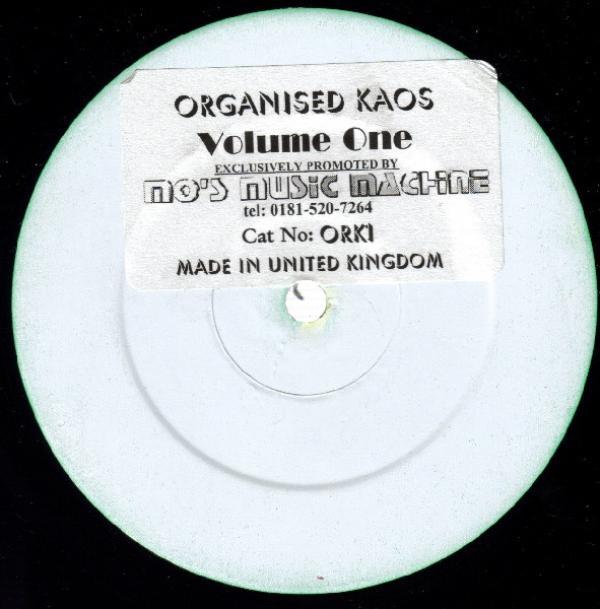 ORGANISED KAOS
Volume One
EXCLUSIVELY PROMOTED BY
MO'S MUSIC MACHINE
tel: 0181-520-7264
Cat No: ORK1
MADE IN UNITED KINGDOM